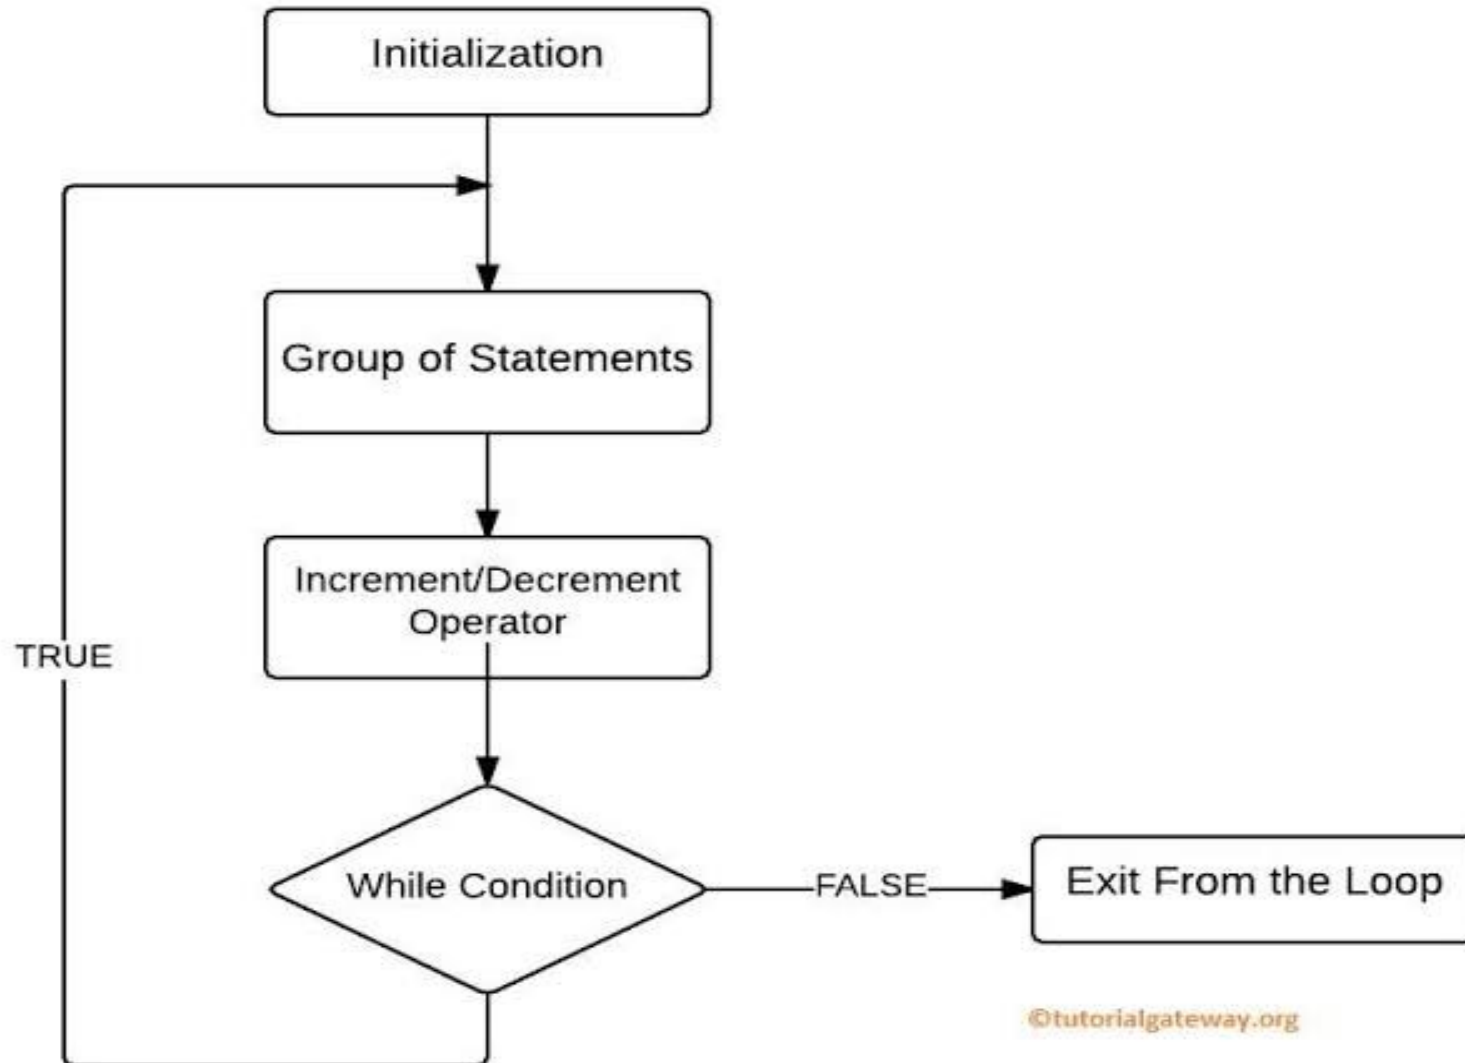 Initialization
Group of Statements
Increment/Decrement
Operator
TRUE
While Condition
FALSE
Exit From the Loop
©tutorialgateway.org